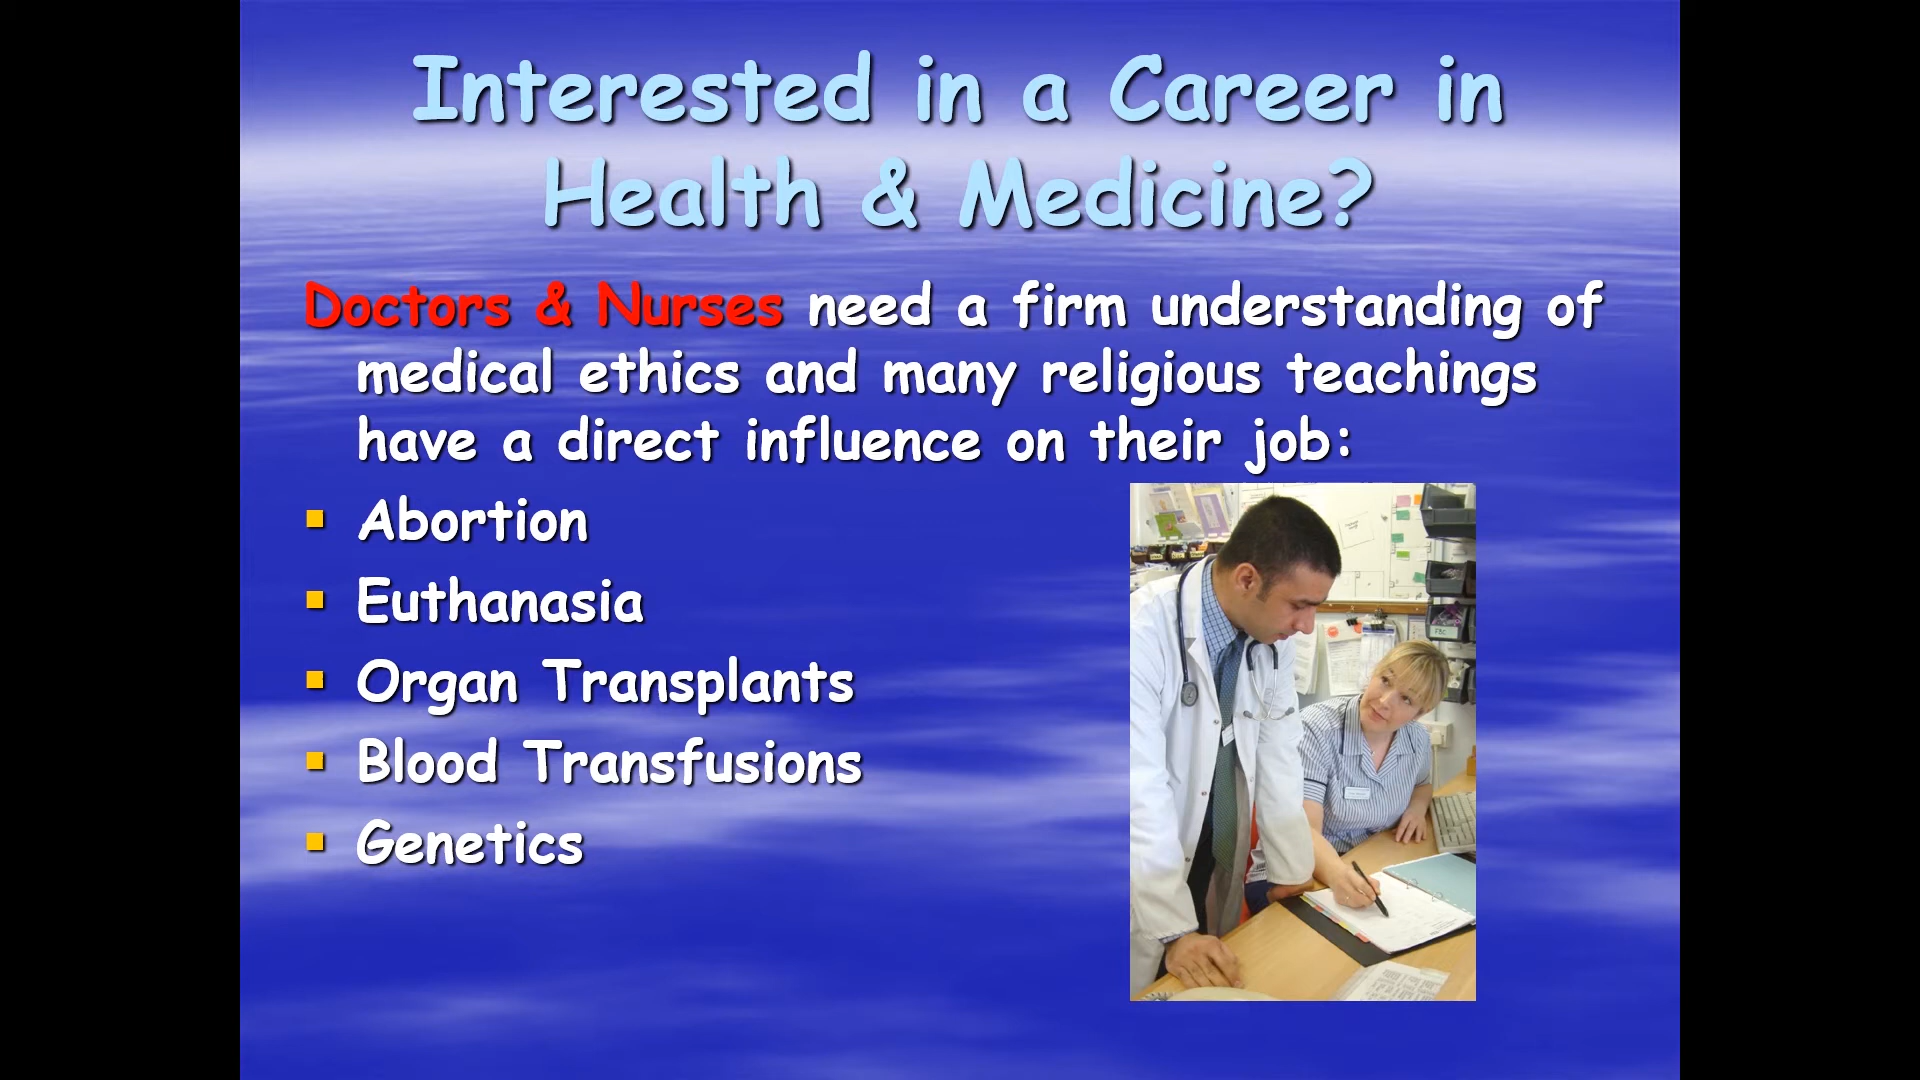 Interested in a Career in
Health & Medicine?
Doctors & Nurses need a firm understanding of
medical ethics and many religious teachings
have a direct influence on their job:
Abortion
Euthanasia
Organ Transplants
Blood Transfusions
Genetics